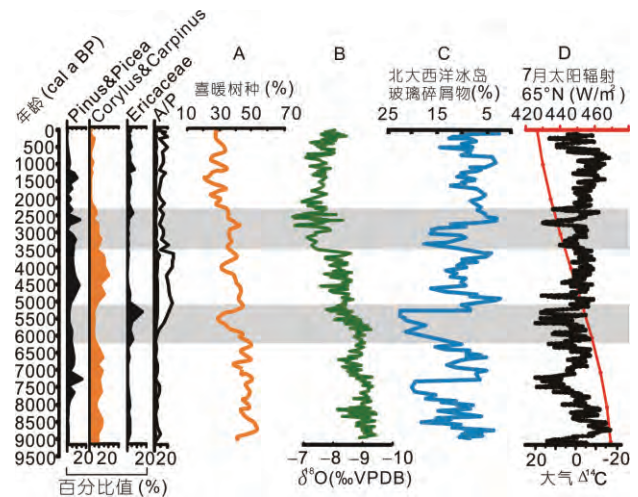 A
B
C
D
年龄 (cal a BP)
Pinus&Picea
Corylus&Carpinus
Ericaceae
A/P
喜暖树种 (%)
10 30 50 70
北大西洋冰岛
玻璃碎屑物(%)
25 15 5
7月太阳辐射
65°N (W/m²)
420 440 460
0
500
1000
1500
2000
2500
3000
3500
4000
4500
5000
5500
6000
6500
7000
7500
8000
8500
9000
9500
20 20 20 20
百分比值 (%)
-7 -8 -9 -10
δ¹⁸O(‰VPDB)
20 0 -20
大气 Δ¹⁴C